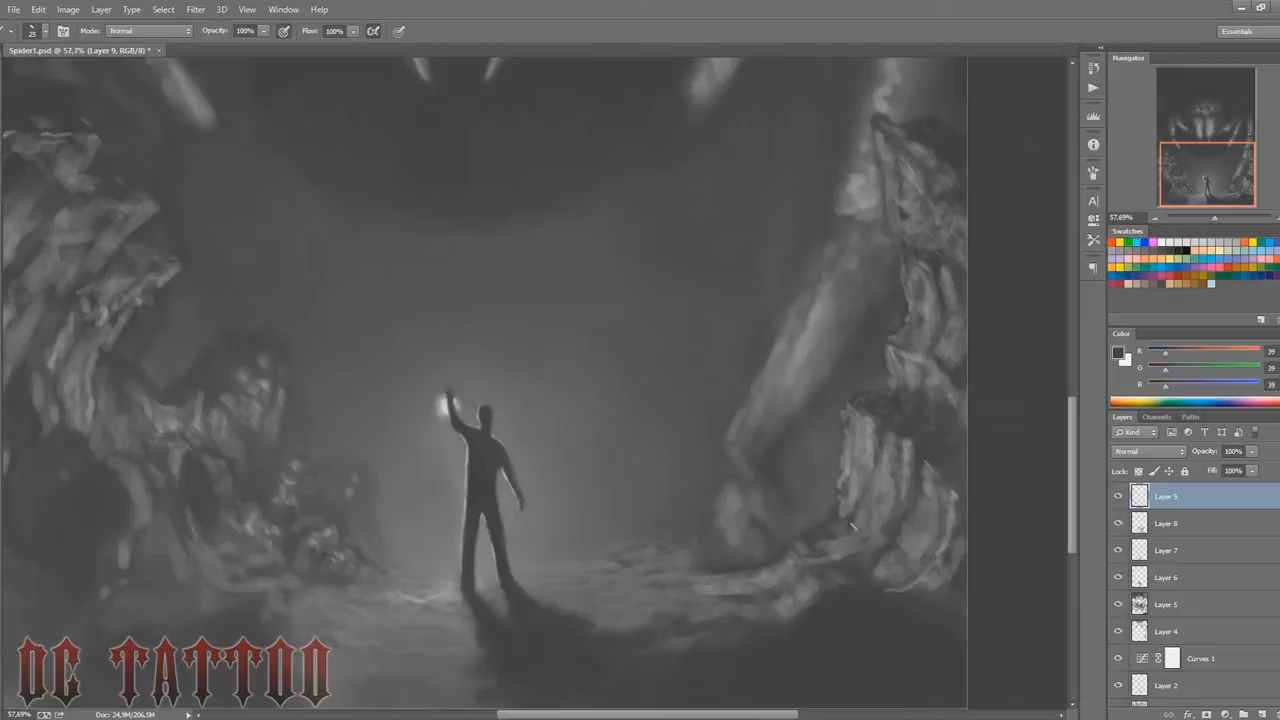 File Edit Image Layer Type Select Filter 3D View Window Help
25 Mode: Normal Opacity: 100% Flow: 100% Essentials
Spider1.psd @ 57,7% (Layer 9, RGB/8) * ×
Navigator
57,69%
Swatches
Color
R 39
G 39
B 39
Layers Channels Paths
Kind
Normal Opacity: 100%
Lock: Fill: 100%
Layer 9
Layer 8
Layer 7
Layer 6
Layer 5
Layer 4
Curves 1
Layer 2
DC TATTOO
57,69% Doc: 24,9M/206,5M